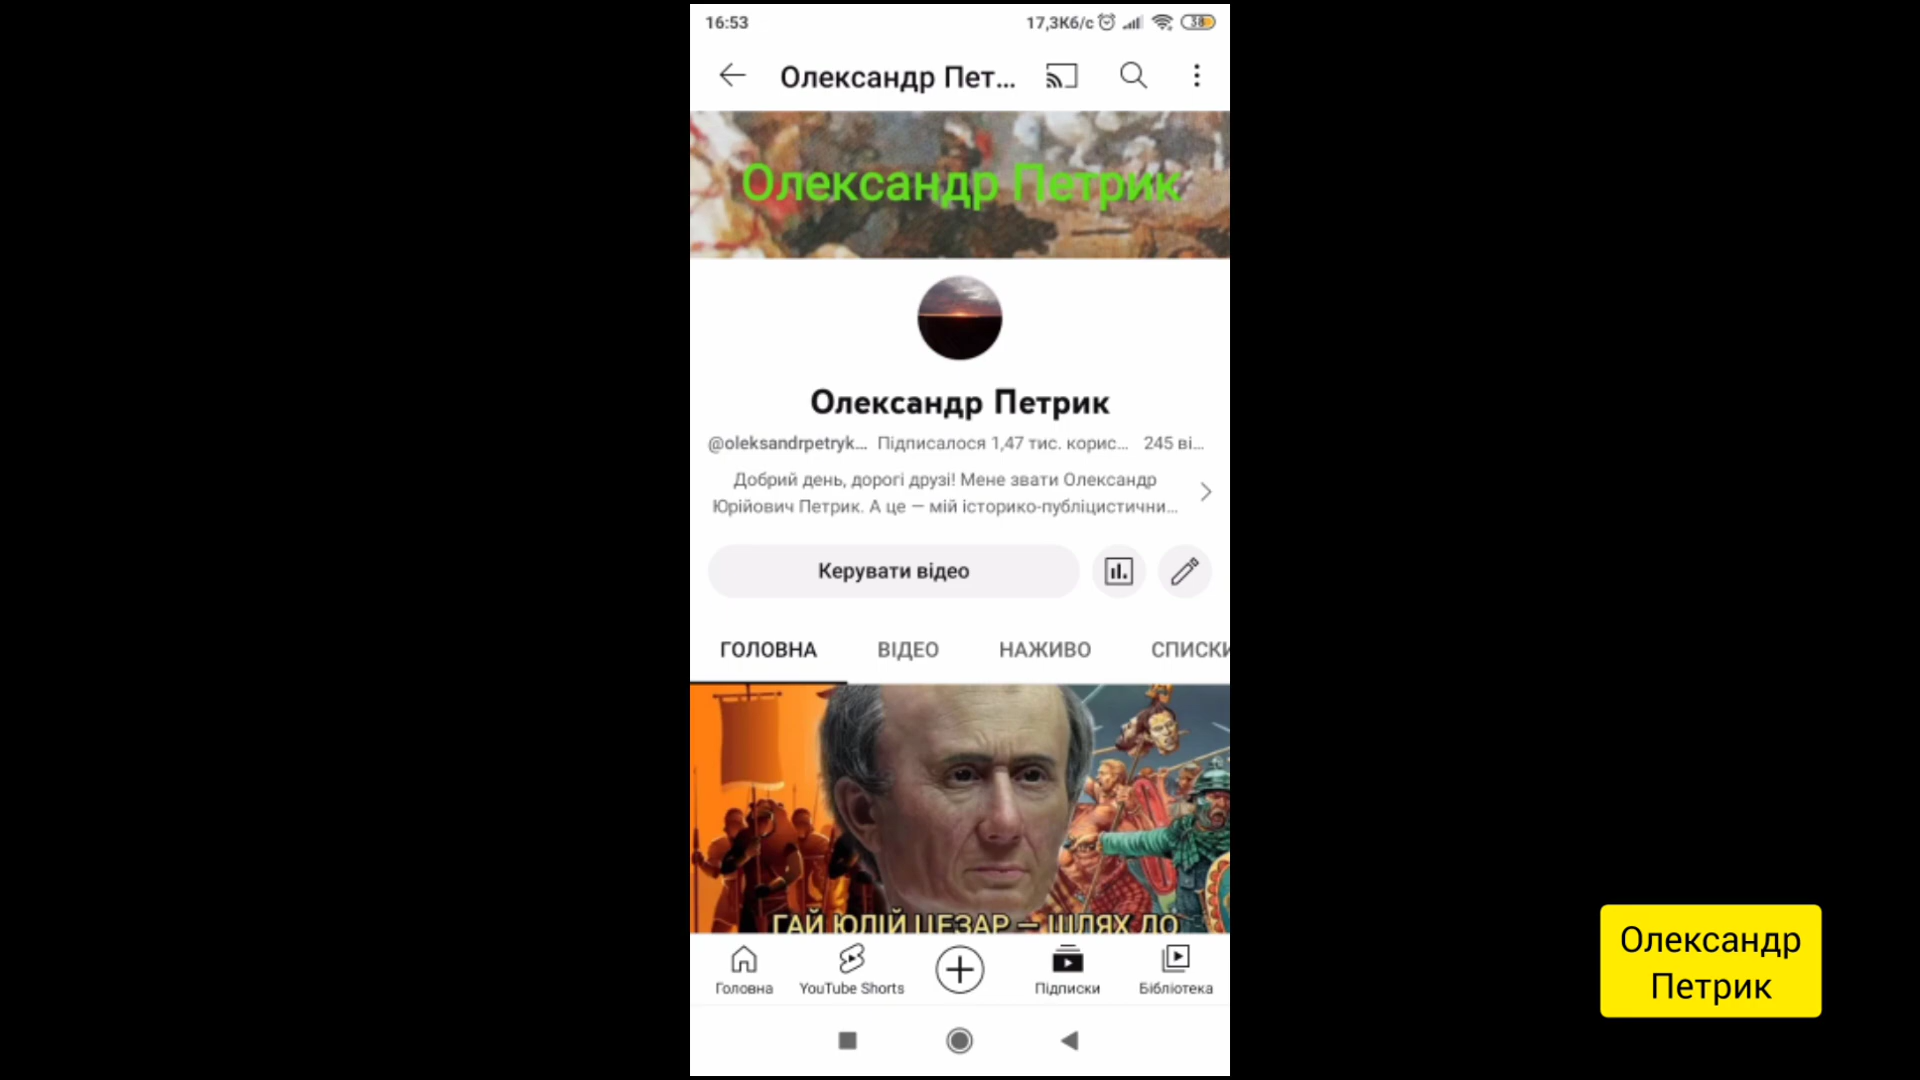 16:53
17,3Кб/с
38
Олександр Пет...
Олександр Петрик
Олександр Петрик
@oleksandrpetryk... Підписалося 1,47 тис. корис... 245 ві...
Добрий день, дорогі друзі! Мене звати Олександр
Юрійович Петрик. А це — мій історико-публіцистични...
Керувати відео
ГОЛОВНА ВІДЕО НАЖИВО СПИСКИ
ГАЙ ЮЛІЙ ЦЕЗАР — ШЛЯХ ДО
Головна YouTube Shorts Підписки Бібліотека
Олександр
Петрик